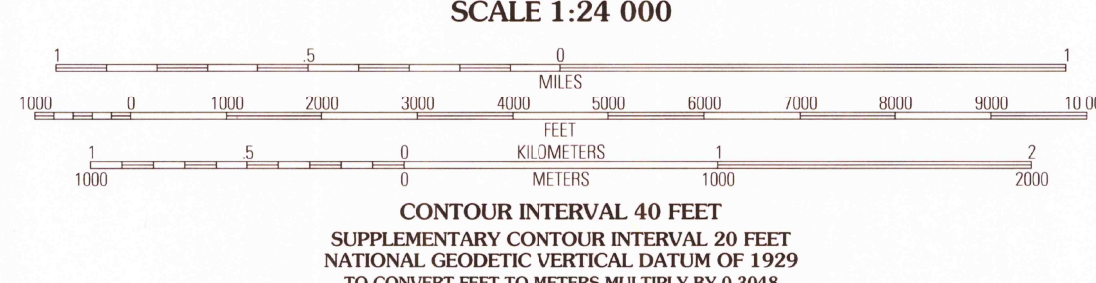 SCALE 1:24 000
1 .5 0 1
MILES
1000 0 1000 2000 3000 4000 5000 6000 7000 8000 9000 10 00
FEET
1 .5 0 KILOMETERS 1 2
1000 0 METERS 1000 2000
CONTOUR INTERVAL 40 FEET
SUPPLEMENTARY CONTOUR INTERVAL 20 FEET
NATIONAL GEODETIC VERTICAL DATUM OF 1929
TO CONVERT FEET TO METERS MULTIPLY BY 0.3048